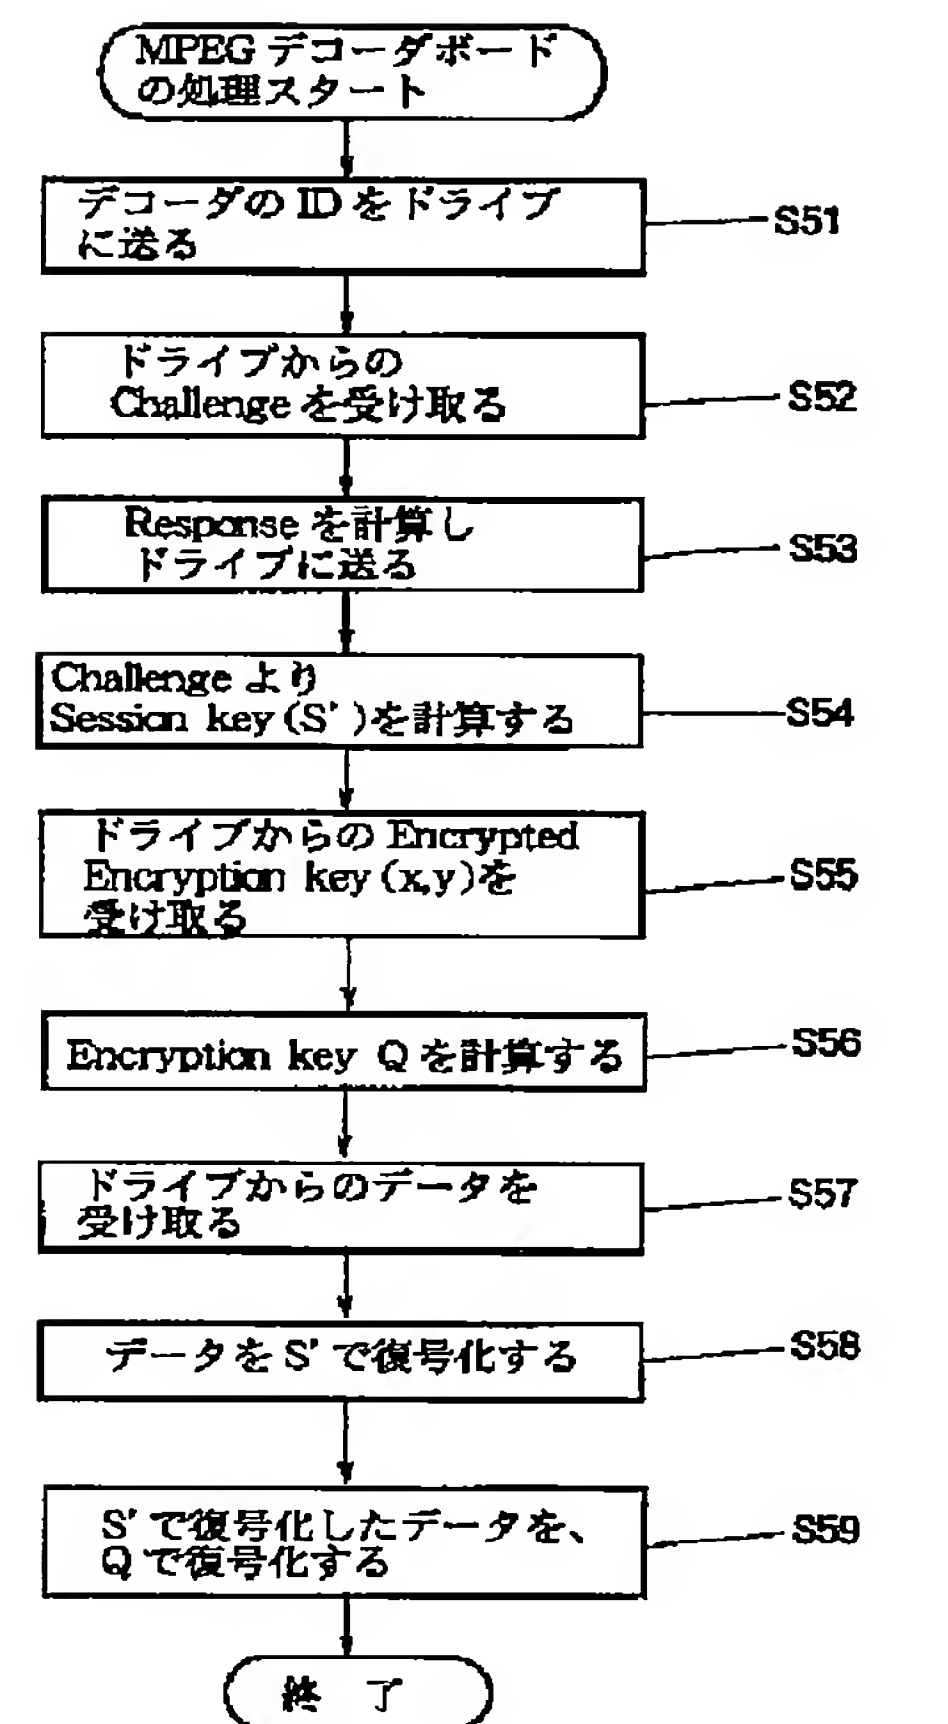 MPEG デコーダボード
の処理スタート
デコーダの ID をドライブ
に送る
S51
ドライブからの
Challenge を受け取る
S52
Response を計算し
ドライブに送る
S53
Challenge より
Session key (S')を計算する
S54
ドライブからの Encrypted
Encryption key (x,y)を
受け取る
S55
Encryption key Q を計算する
S56
ドライブからのデータを
受け取る
S57
データを S' で復号化する
S58
S' で復号化したデータを、
Q で復号化する
S59
終 了